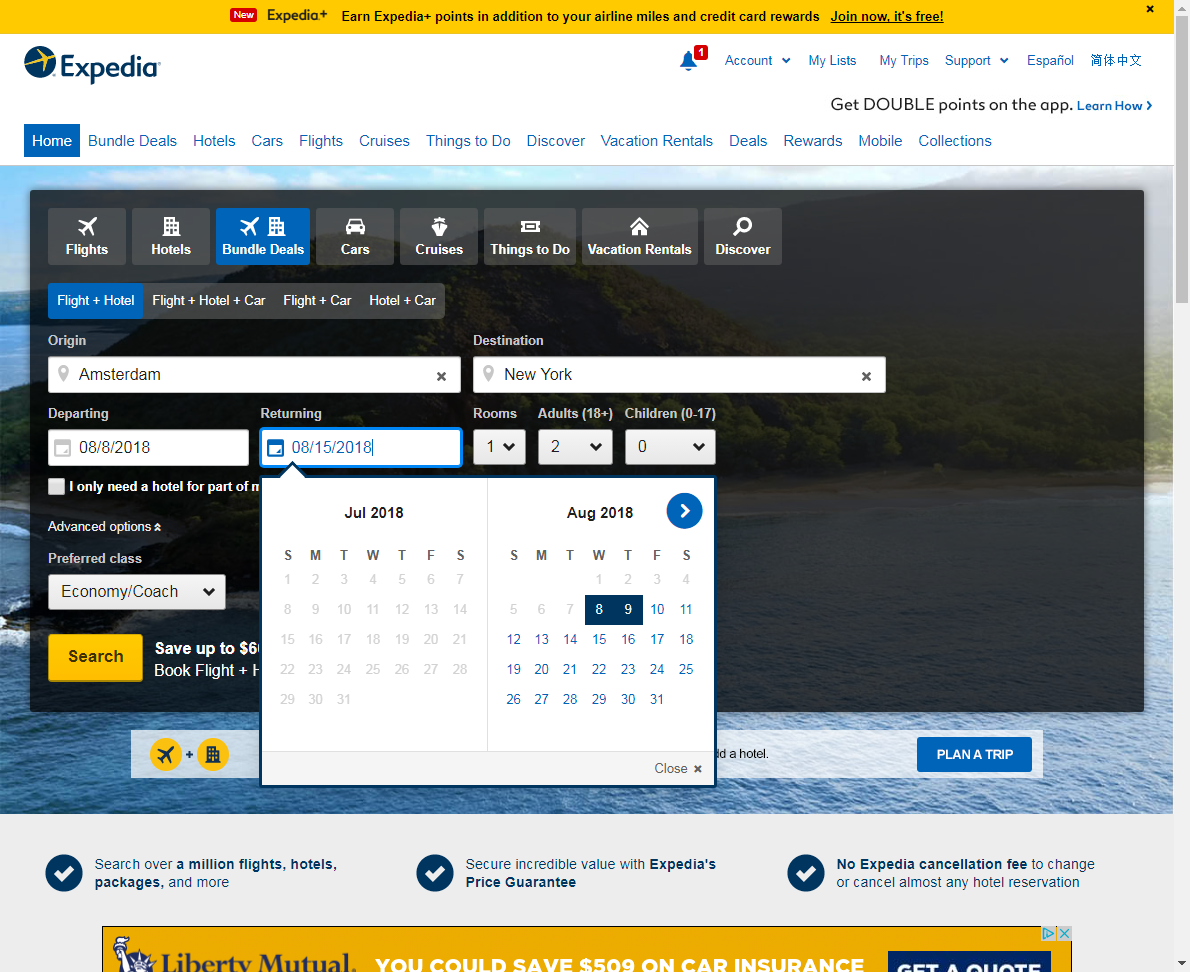 New Expedia+ Earn Expedia+ points in addition to your airline miles and credit card rewards Join now, it's free!
Expedia
1 Account My Lists My Trips Support Español 简体中文
Get DOUBLE points on the app. Learn How
Home Bundle Deals Hotels Cars Flights Cruises Things to Do Discover Vacation Rentals Deals Rewards Mobile Collections
Flights Hotels Bundle Deals Cars Cruises Things to Do Vacation Rentals Discover
Flight + Hotel Flight + Hotel + Car Flight + Car Hotel + Car
Origin Destination
Amsterdam New York
Departing Returning Rooms Adults (18+) Children (0-17)
08/8/2018 08/15/2018 1 2 0
I only need a hotel for part of
Advanced options
Preferred class
Economy/Coach
Search
Save up to
Book Flight +
Jul 2018 Aug 2018
S M T W T F S S M T W T F S
1 2 3 4 5 6 7 1 2 3 4
8 9 10 11 12 13 14 5 6 7 8 9 10 11
15 16 17 18 19 20 21 12 13 14 15 16 17 18
22 23 24 25 26 27 28 19 20 21 22 23 24 25
29 30 31 26 27 28 29 30 31
Close
+ a hotel. PLAN A TRIP
Search over a million flights, hotels,
packages, and more
Secure incredible value with Expedia's
Price Guarantee
No Expedia cancellation fee to change
or cancel almost any hotel reservation
Liberty Mutual. YOU COULD SAVE $509 ON CAR INSURANCE GET A QUOTE